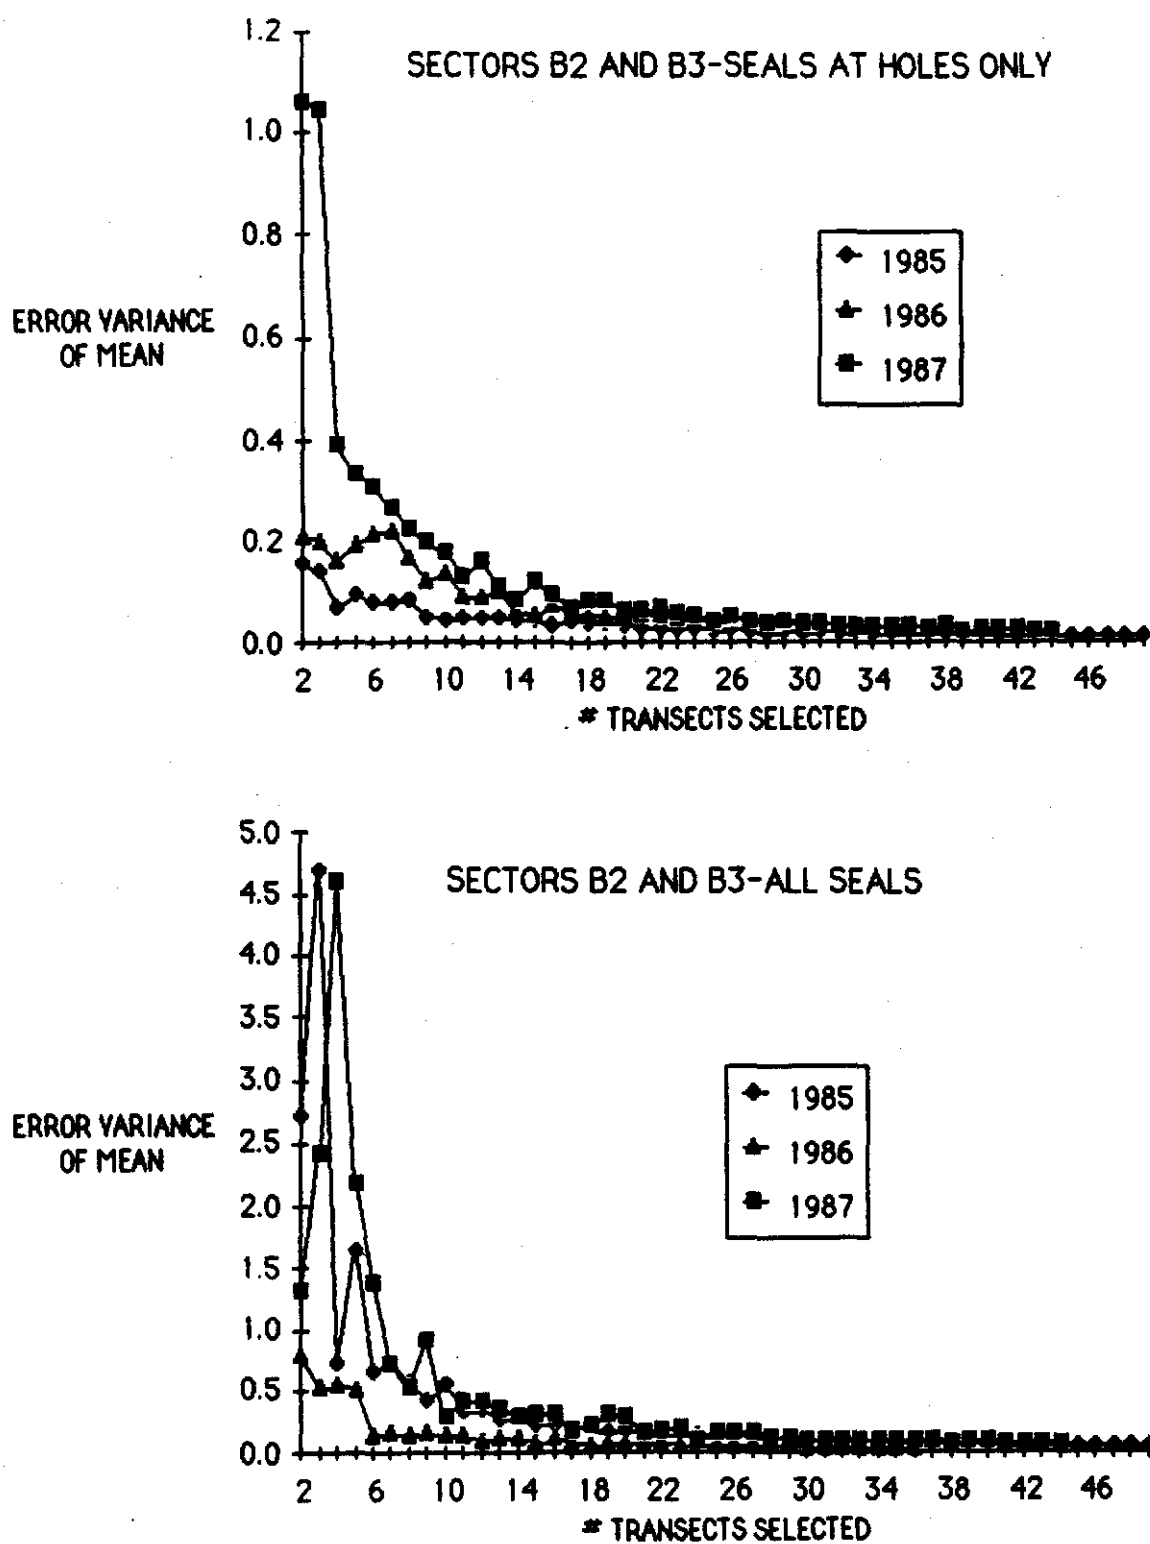 SECTORS B2 AND B3-SEALS AT HOLES ONLY
1.2
1.0
0.8
0.6
0.4
0.2
0.0
ERROR VARIANCE
OF MEAN
1985
1986
1987
2 6 10 14 18 22 26 30 34 38 42 46
# TRANSECTS SELECTED
SECTORS B2 AND B3-ALL SEALS
5.0
4.5
4.0
3.5
3.0
2.5
2.0
1.5
1.0
0.5
0.0
ERROR VARIANCE
OF MEAN
1985
1986
1987
2 6 10 14 18 22 26 30 34 38 42 46
# TRANSECTS SELECTED